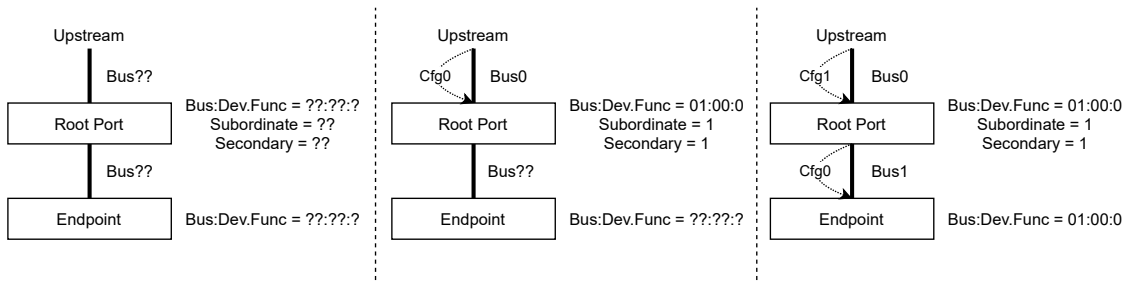 Upstream
Bus??
Root Port
Bus:Dev.Func = ??:??:?
Subordinate = ??
Secondary = ??
Bus??
Endpoint
Bus:Dev.Func = ??:??:?
Upstream
Cfg0
Bus0
Root Port
Bus:Dev.Func = 01:00:0
Subordinate = 1
Secondary = 1
Bus??
Endpoint
Bus:Dev.Func = ??:??:?
Upstream
Cfg1
Bus0
Root Port
Bus:Dev.Func = 01:00:0
Subordinate = 1
Secondary = 1
Cfg0
Bus1
Endpoint
Bus:Dev.Func = 01:00:0